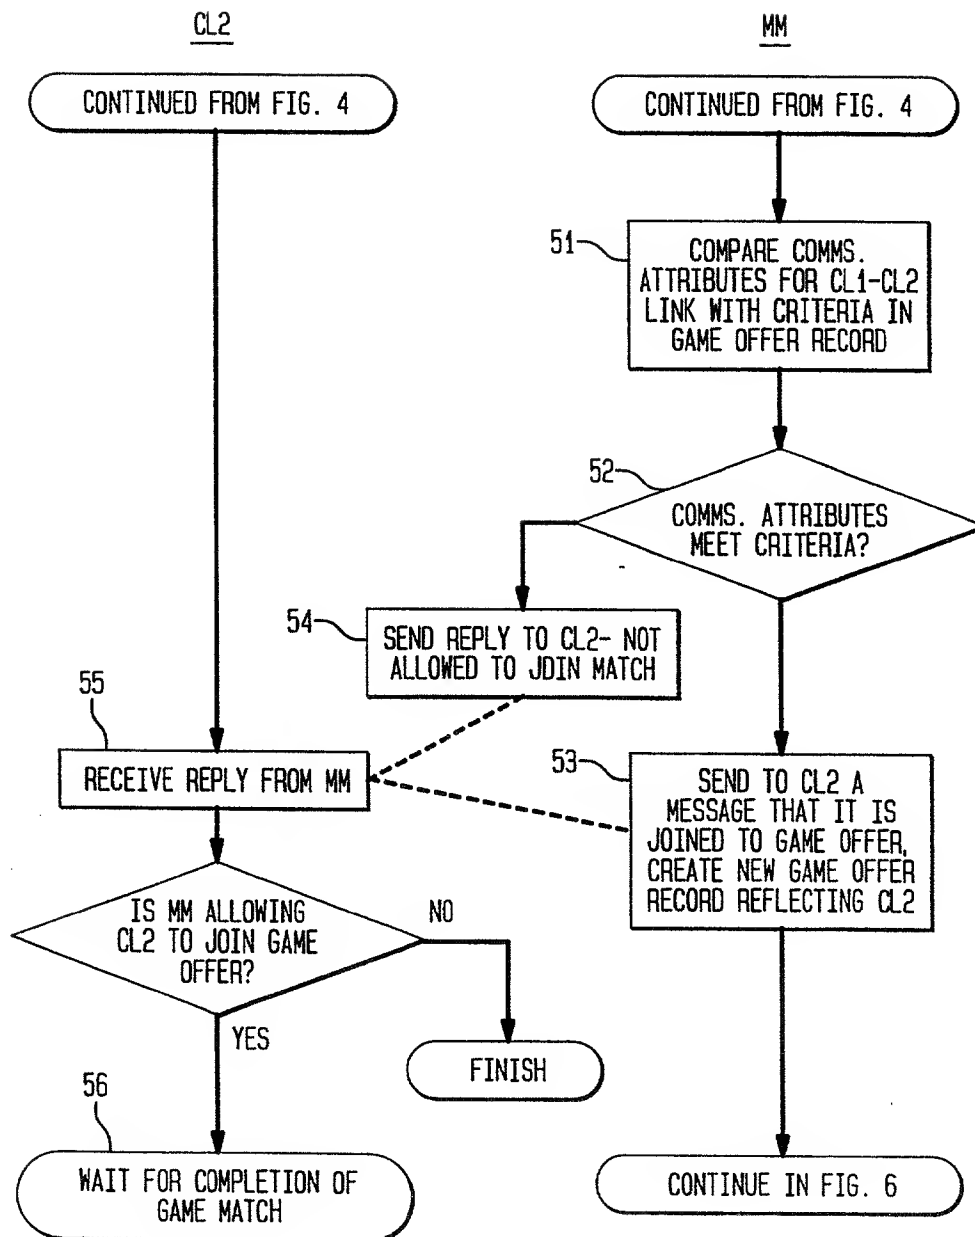 CL2
MM
CONTINUED FROM FIG. 4
CONTINUED FROM FIG. 4
51
COMPARE COMMS.
ATTRIBUTES FOR CL1-CL2
LINK WITH CRITERIA IN
GAME OFFER RECORD
52
COMMS. ATTRIBUTES
MEET CRITERIA?
54
SEND REPLY TO CL2- NOT
ALLOWED TO JDIN MATCH
55
RECEIVE REPLY FROM MM
53
SEND TO CL2 A
MESSAGE THAT IT IS
JOINED TO GAME OFFER,
CREATE NEW GAME OFFER
RECORD REFLECTING CL2
IS MM ALLOWING
CL2 TO JOIN GAME
OFFER?
NO
YES
FINISH
56
WAIT FOR COMPLETION OF
GAME MATCH
CONTINUE IN FIG. 6